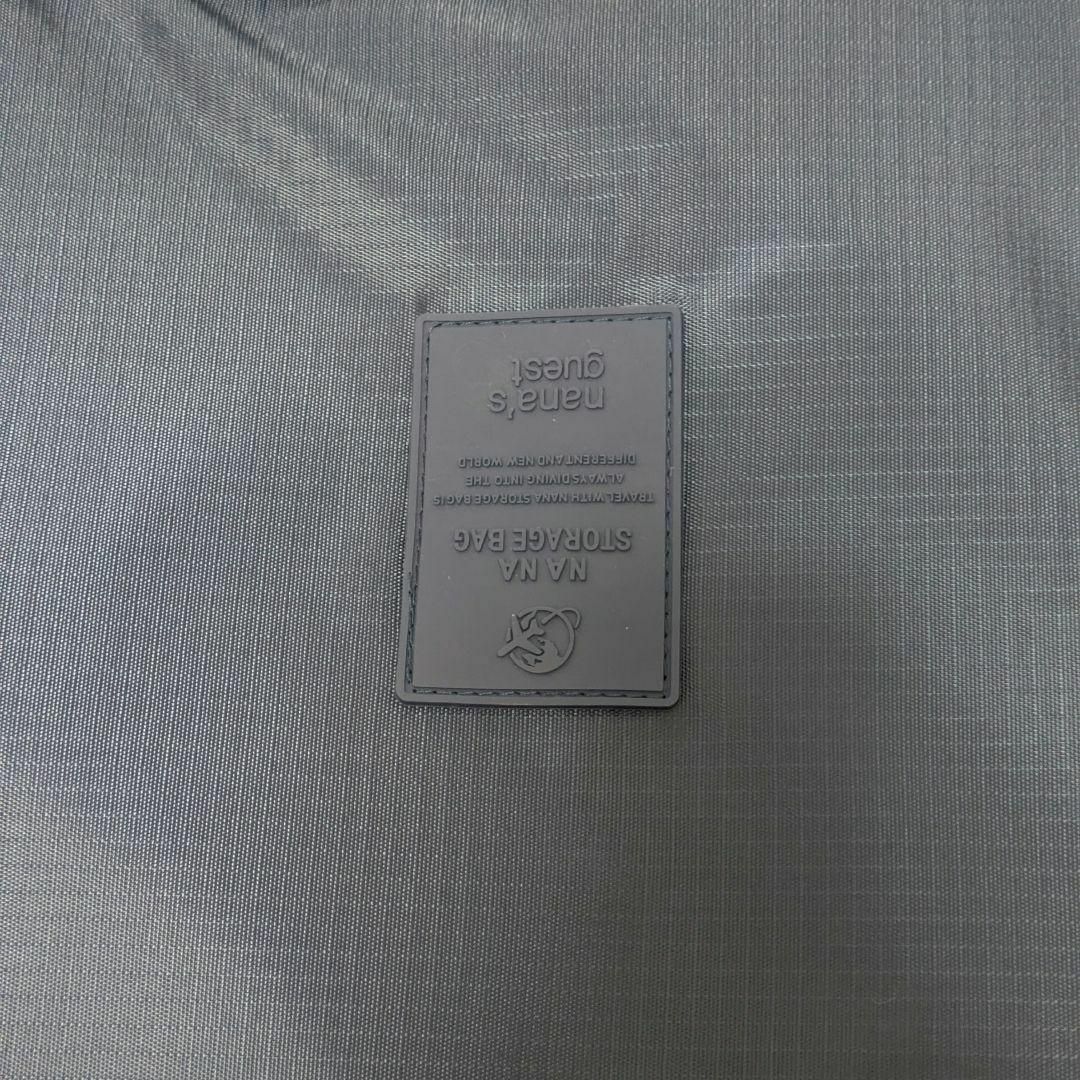 NA NA
STORAGE BAG
TRAVEL WITH NANA STORAGE BAG IS
ALWAYS DIVING INTO THE
DIFFERENT AND NEW WORLD
nana's
guest